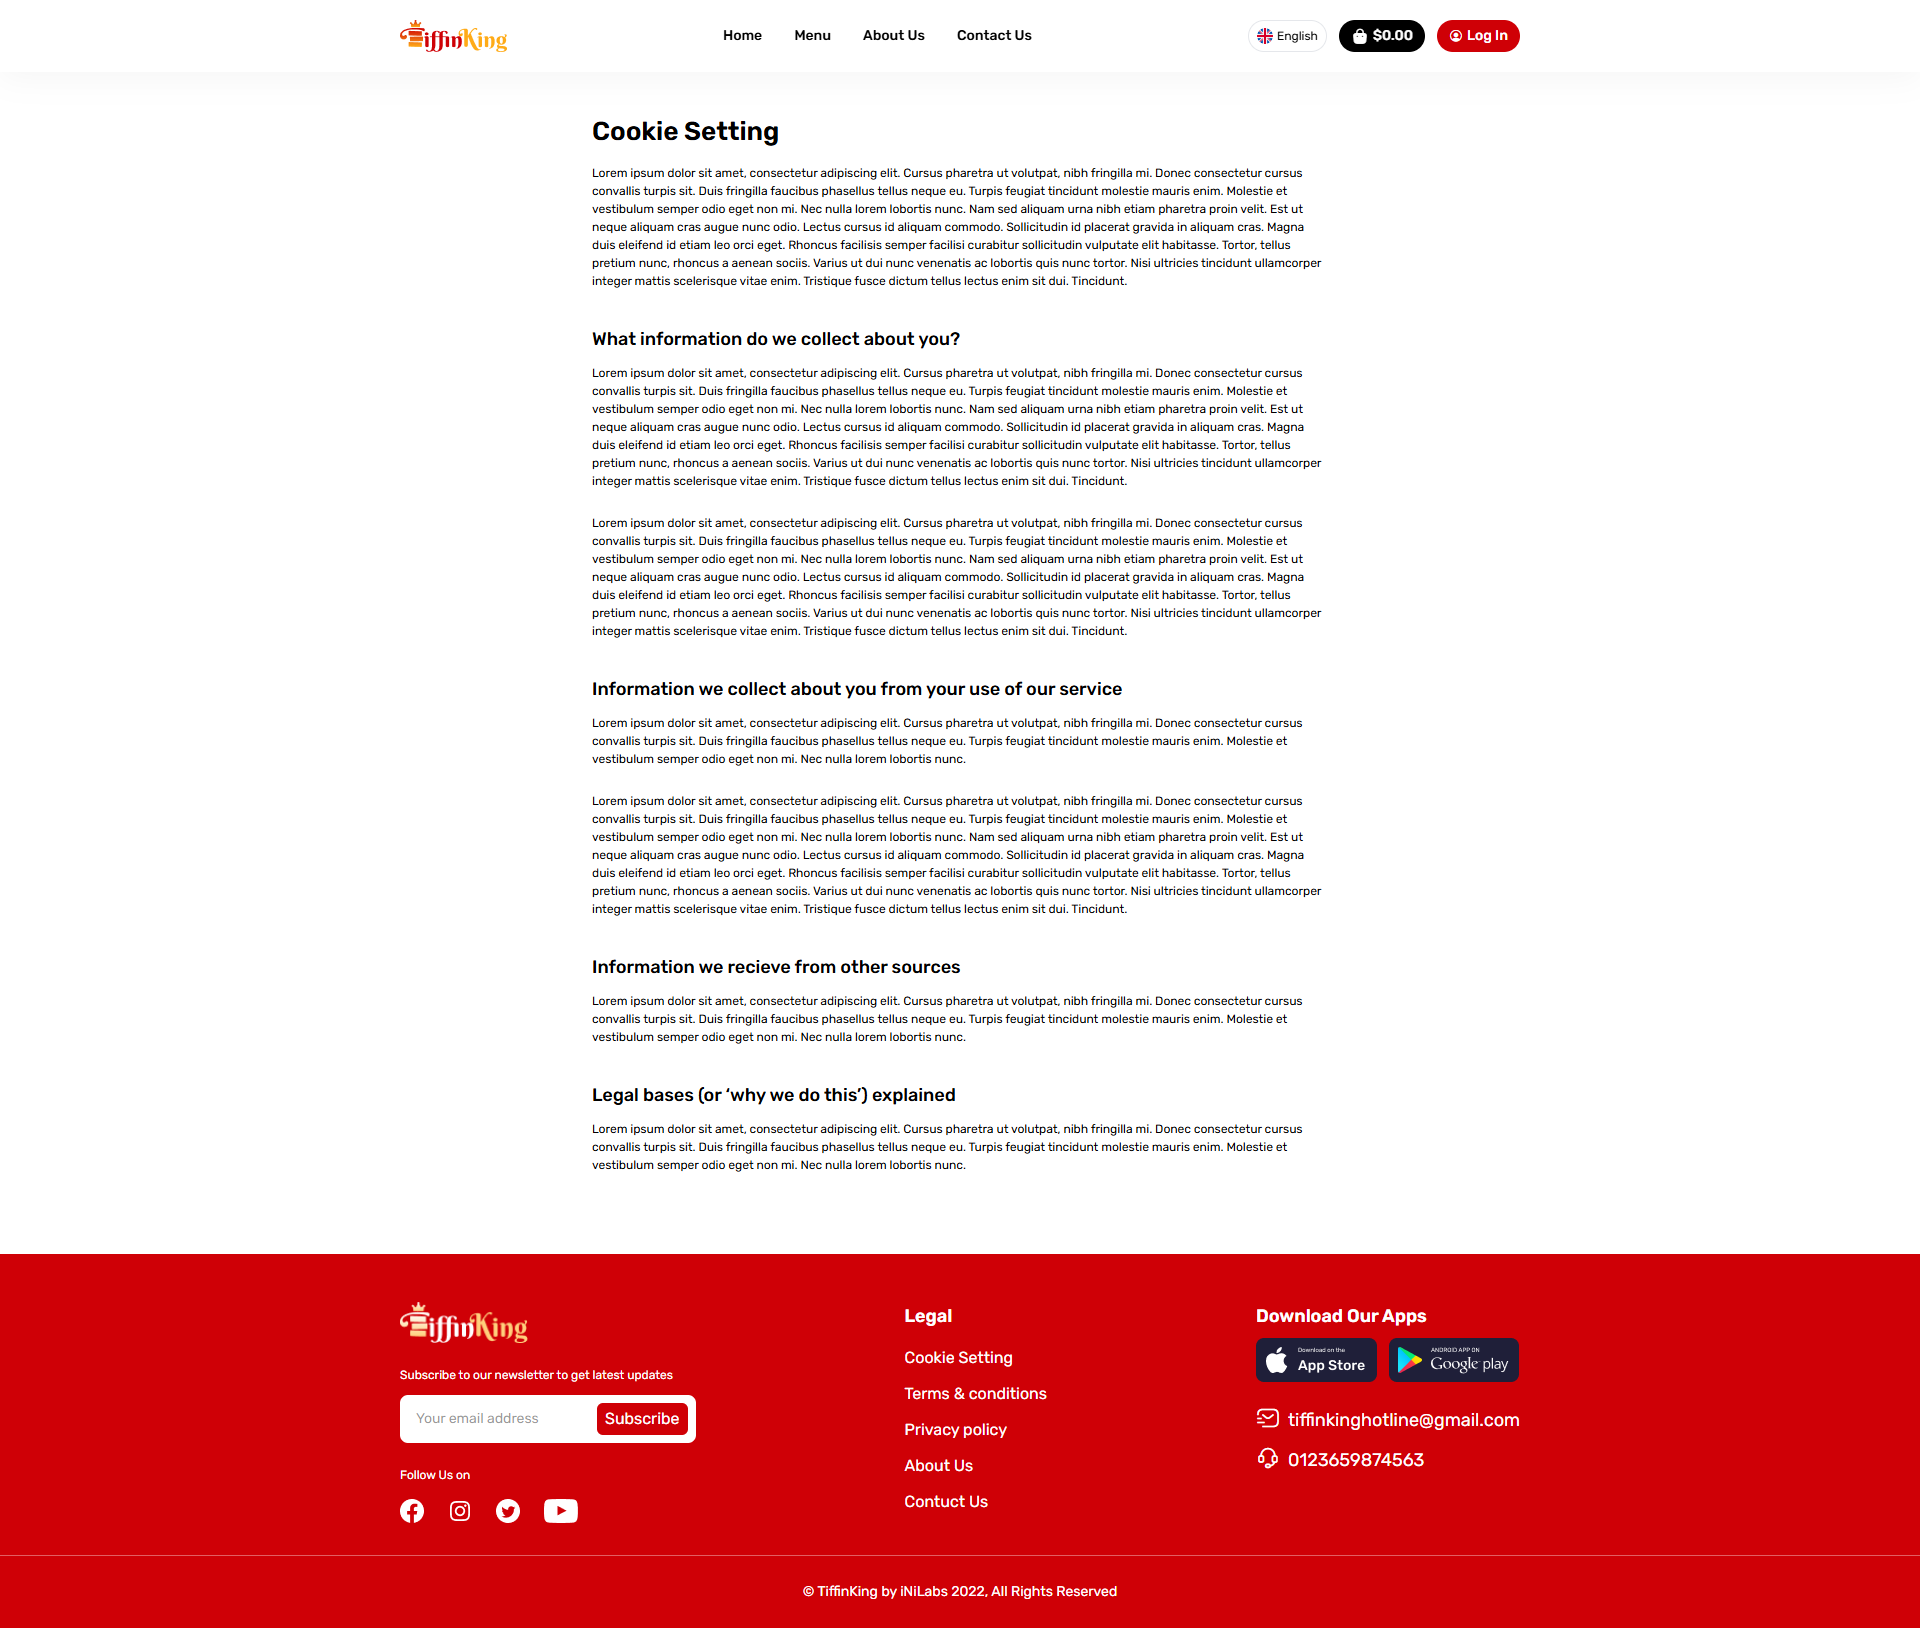 TiffinKing
Home
Menu
About Us
Contact Us
English
$0.00
Log In
Cookie Setting
Lorem ipsum dolor sit amet, consectetur adipiscing elit. Cursus pharetra ut volutpat, nibh fringilla mi. Donec consectetur cursus
convallis turpis sit. Duis fringilla faucibus phasellus tellus neque eu. Turpis feugiat tincidunt molestie mauris enim. Molestie et
vestibulum semper odio eget non mi. Nec nulla lorem lobortis nunc. Nam sed aliquam urna nibh etiam pharetra proin velit. Est ut
neque aliquam cras augue nunc odio. Lectus cursus id aliquam commodo. Sollicitudin id placerat gravida in aliquam cras. Magna
duis eleifend id etiam leo orci eget. Rhoncus facilisis semper facilisi curabitur sollicitudin vulputate elit habitasse. Tortor, tellus
pretium nunc, rhoncus a aenean sociis. Varius ut dui nunc venenatis ac lobortis quis nunc tortor. Nisi ultricies tincidunt ullamcorper
integer mattis scelerisque vitae enim. Tristique fusce dictum tellus lectus enim sit dui. Tincidunt.
What information do we collect about you?
Lorem ipsum dolor sit amet, consectetur adipiscing elit. Cursus pharetra ut volutpat, nibh fringilla mi. Donec consectetur cursus
convallis turpis sit. Duis fringilla faucibus phasellus tellus neque eu. Turpis feugiat tincidunt molestie mauris enim. Molestie et
vestibulum semper odio eget non mi. Nec nulla lorem lobortis nunc. Nam sed aliquam urna nibh etiam pharetra proin velit. Est ut
neque aliquam cras augue nunc odio. Lectus cursus id aliquam commodo. Sollicitudin id placerat gravida in aliquam cras. Magna
duis eleifend id etiam leo orci eget. Rhoncus facilisis semper facilisi curabitur sollicitudin vulputate elit habitasse. Tortor, tellus
pretium nunc, rhoncus a aenean sociis. Varius ut dui nunc venenatis ac lobortis quis nunc tortor. Nisi ultricies tincidunt ullamcorper
integer mattis scelerisque vitae enim. Tristique fusce dictum tellus lectus enim sit dui. Tincidunt.
Lorem ipsum dolor sit amet, consectetur adipiscing elit. Cursus pharetra ut volutpat, nibh fringilla mi. Donec consectetur cursus
convallis turpis sit. Duis fringilla faucibus phasellus tellus neque eu. Turpis feugiat tincidunt molestie mauris enim. Molestie et
vestibulum semper odio eget non mi. Nec nulla lorem lobortis nunc. Nam sed aliquam urna nibh etiam pharetra proin velit. Est ut
neque aliquam cras augue nunc odio. Lectus cursus id aliquam commodo. Sollicitudin id placerat gravida in aliquam cras. Magna
duis eleifend id etiam leo orci eget. Rhoncus facilisis semper facilisi curabitur sollicitudin vulputate elit habitasse. Tortor, tellus
pretium nunc, rhoncus a aenean sociis. Varius ut dui nunc venenatis ac lobortis quis nunc tortor. Nisi ultricies tincidunt ullamcorper
integer mattis scelerisque vitae enim. Tristique fusce dictum tellus lectus enim sit dui. Tincidunt.
Information we collect about you from your use of our service
Lorem ipsum dolor sit amet, consectetur adipiscing elit. Cursus pharetra ut volutpat, nibh fringilla mi. Donec consectetur cursus
convallis turpis sit. Duis fringilla faucibus phasellus tellus neque eu. Turpis feugiat tincidunt molestie mauris enim. Molestie et
vestibulum semper odio eget non mi. Nec nulla lorem lobortis nunc.
Lorem ipsum dolor sit amet, consectetur adipiscing elit. Cursus pharetra ut volutpat, nibh fringilla mi. Donec consectetur cursus
convallis turpis sit. Duis fringilla faucibus phasellus tellus neque eu. Turpis feugiat tincidunt molestie mauris enim. Molestie et
vestibulum semper odio eget non mi. Nec nulla lorem lobortis nunc. Nam sed aliquam urna nibh etiam pharetra proin velit. Est ut
neque aliquam cras augue nunc odio. Lectus cursus id aliquam commodo. Sollicitudin id placerat gravida in aliquam cras. Magna
duis eleifend id etiam leo orci eget. Rhoncus facilisis semper facilisi curabitur sollicitudin vulputate elit habitasse. Tortor, tellus
pretium nunc, rhoncus a aenean sociis. Varius ut dui nunc venenatis ac lobortis quis nunc tortor. Nisi ultricies tincidunt ullamcorper
integer mattis scelerisque vitae enim. Tristique fusce dictum tellus lectus enim sit dui. Tincidunt.
Information we recieve from other sources
Lorem ipsum dolor sit amet, consectetur adipiscing elit. Cursus pharetra ut volutpat, nibh fringilla mi. Donec consectetur cursus
convallis turpis sit. Duis fringilla faucibus phasellus tellus neque eu. Turpis feugiat tincidunt molestie mauris enim. Molestie et
vestibulum semper odio eget non mi. Nec nulla lorem lobortis nunc.
Legal bases (or ‘why we do this’) explained
Lorem ipsum dolor sit amet, consectetur adipiscing elit. Cursus pharetra ut volutpat, nibh fringilla mi. Donec consectetur cursus
convallis turpis sit. Duis fringilla faucibus phasellus tellus neque eu. Turpis feugiat tincidunt molestie mauris enim. Molestie et
vestibulum semper odio eget non mi. Nec nulla lorem lobortis nunc.
TiffinKing
Subscribe to our newsletter to get latest updates
Your email address
Subscribe
Follow Us on
Legal
Cookie Setting
Terms & conditions
Privacy policy
About Us
Contuct Us
Download Our Apps
Download on the
App Store
ANDROID APP ON
Google play
tiffinkinghotline@gmail.com
0123659874563
© TiffinKing by iNiLabs 2022, All Rights Reserved